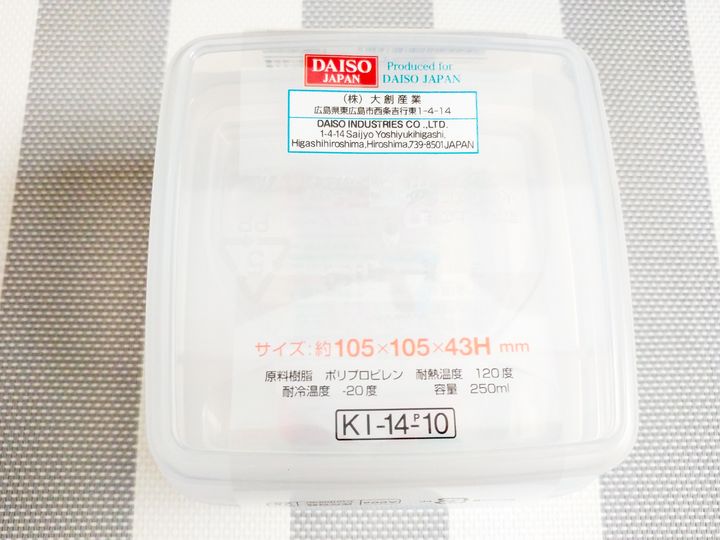 DAISO
JAPAN
Produced for
DAISO JAPAN
(株)大創産業
広島県東広島市西条吉行東1-4-14
DAISO INDUSTRIES CO.,LTD.
1-4-14 Saijyo Yoshiyukihigashi,
Higashihiroshima,Hiroshima,739-8501JAPAN
サイズ:約105×105×43H mm
原料樹脂 ポリプロピレン 耐熱温度 120度
耐冷温度 -20度 容量 250ml
KI-14-P-10